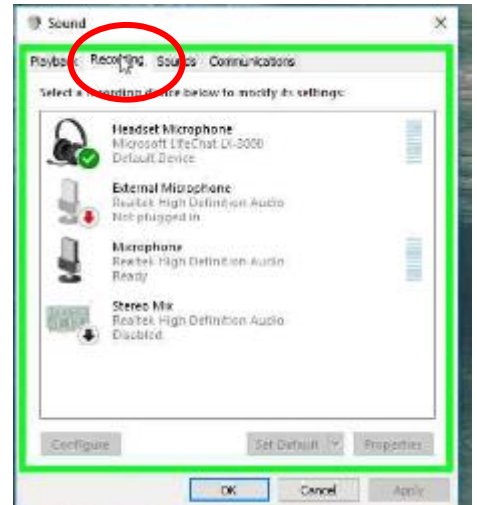 Sound
Playback Recording Sounds Communications
Select a recording device below to modify its settings:
Headset Microphone
Microsoft LifeChat LX-3000
Default Device
External Microphone
Realtek High Definition Audio
Not plugged in
Microphone
Realtek High Definition Audio
Ready
Stereo Mix
Realtek High Definition Audio
Disabled
Configure Set Default Properties
OK Cancel Apply